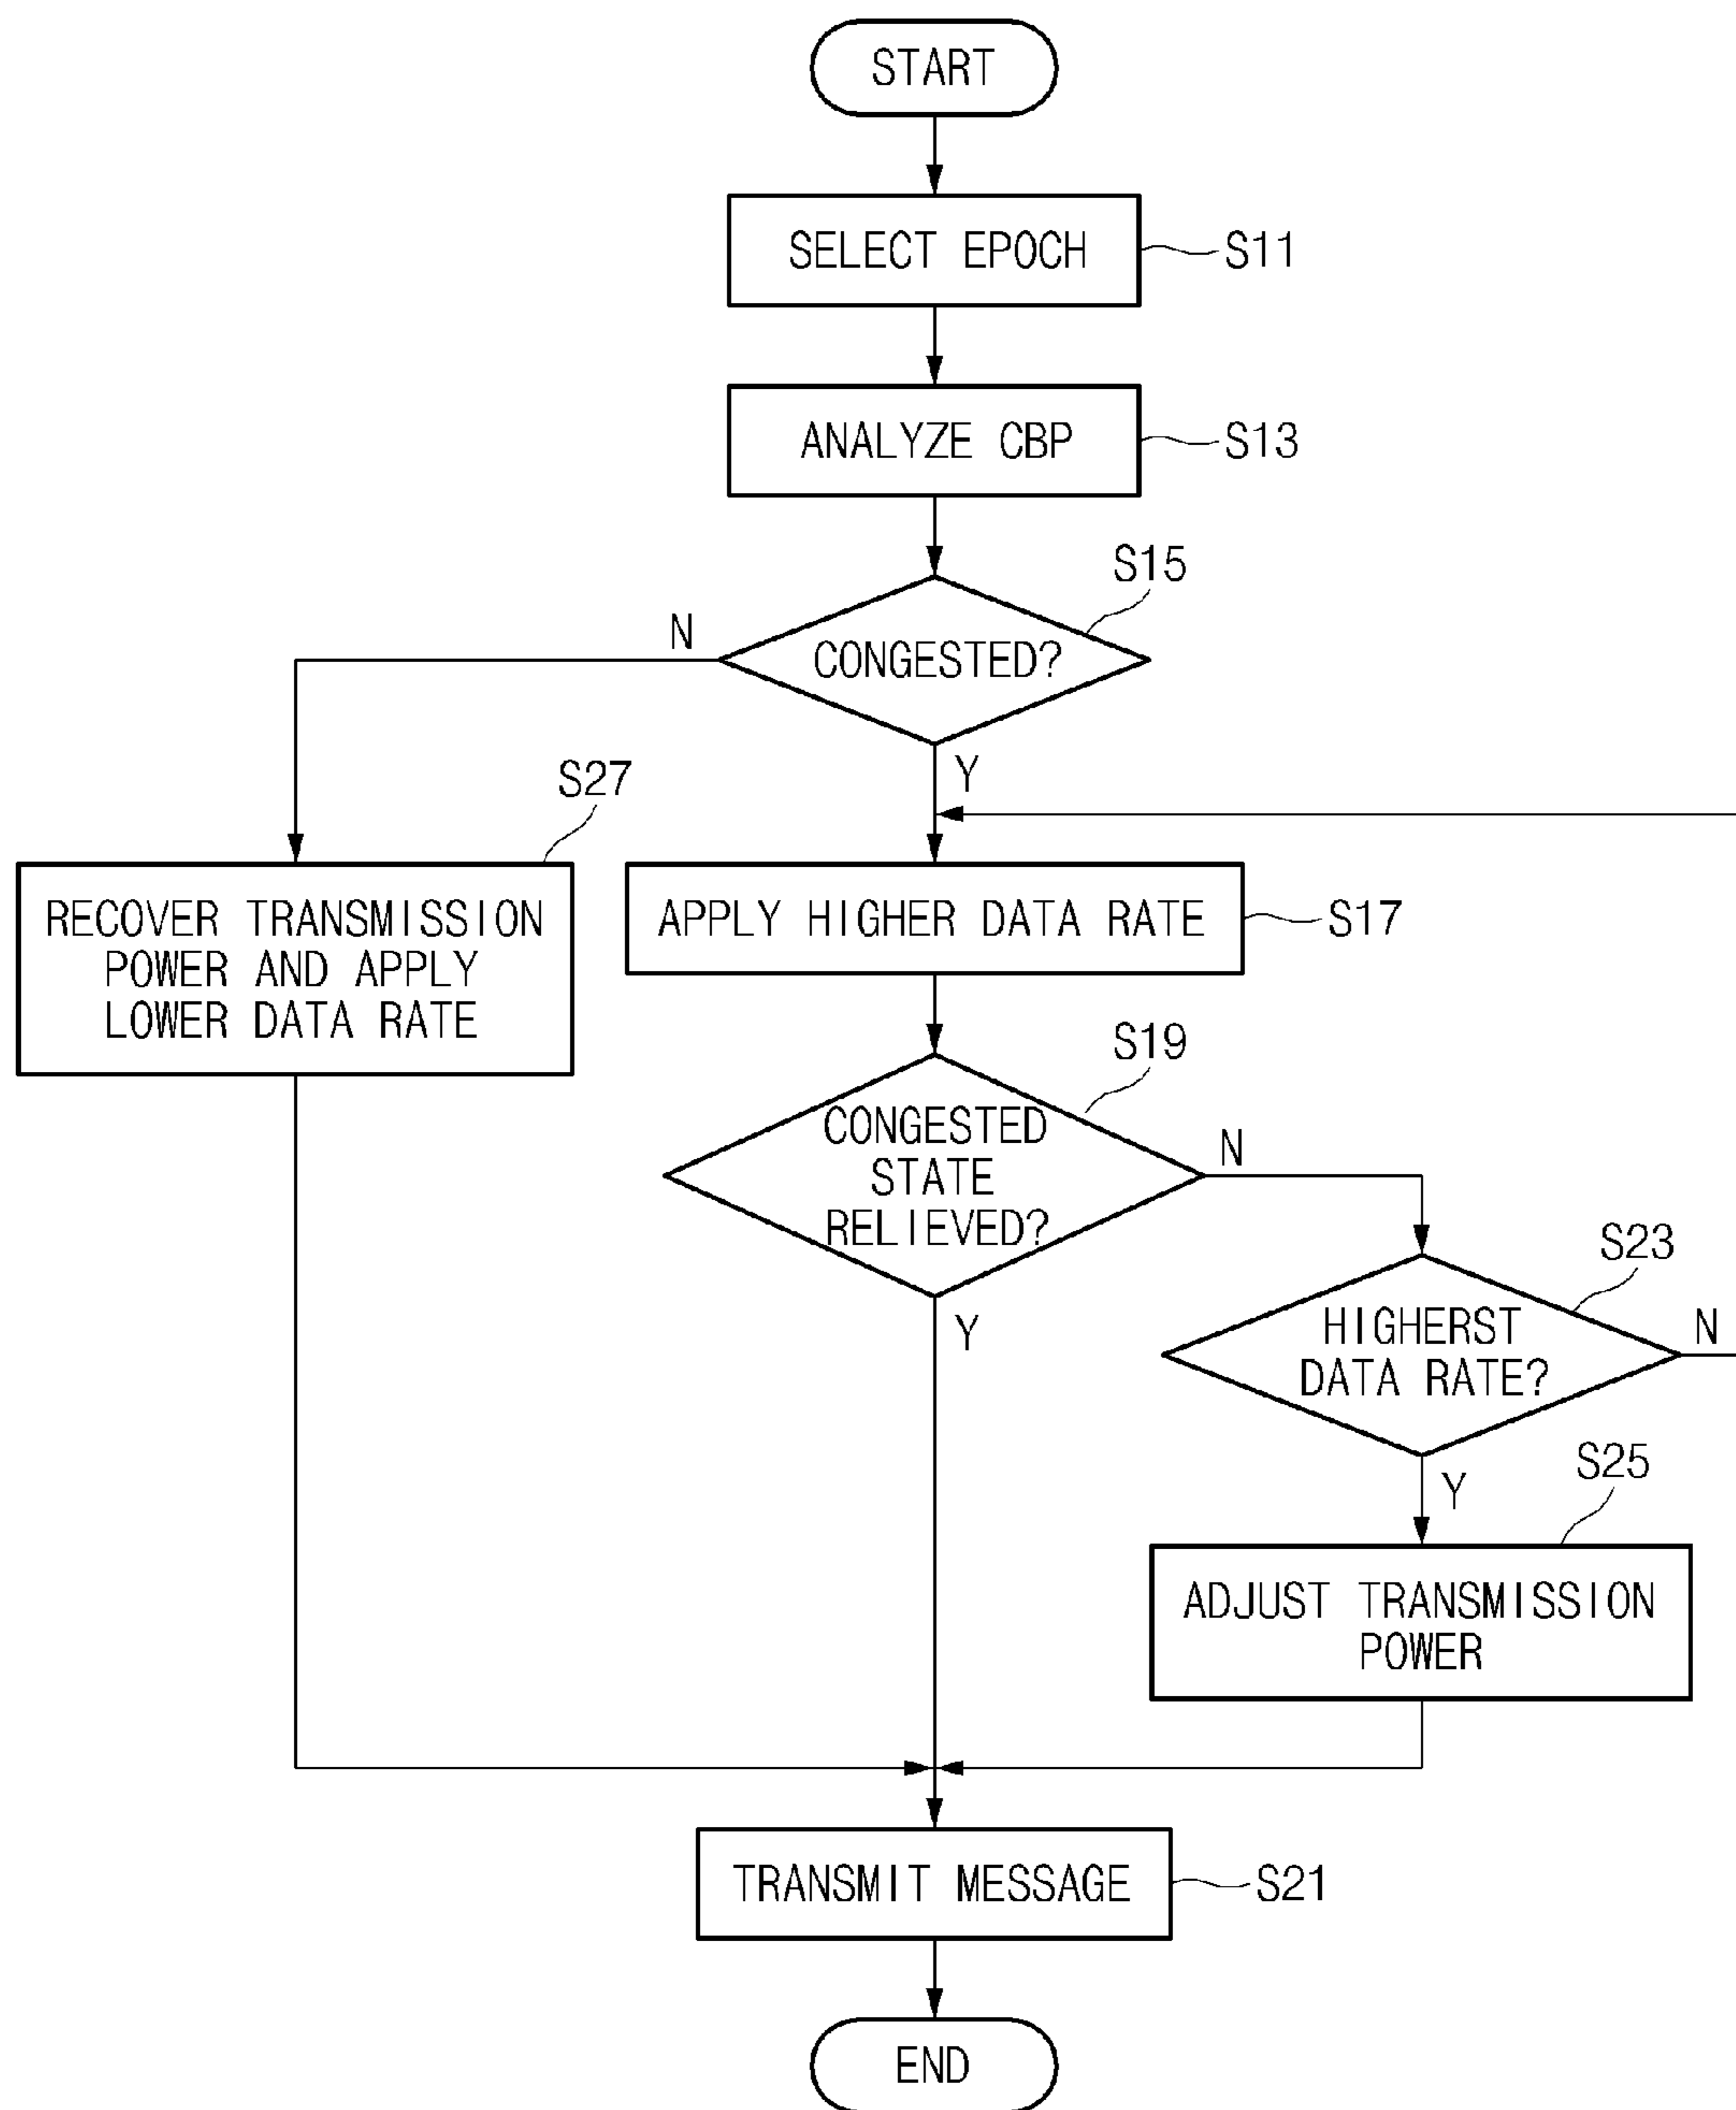 START
SELECT EPOCH
S11
ANALYZE CBP
S13
S15
CONGESTED?
N
Y
S27
RECOVER TRANSMISSION
POWER AND APPLY
LOWER DATA RATE
APPLY HIGHER DATA RATE
S17
S19
CONGESTED
STATE
RELIEVED?
N
Y
S23
HIGHERST
DATA RATE?
N
Y
S25
ADJUST TRANSMISSION
POWER
TRANSMIT MESSAGE
S21
END